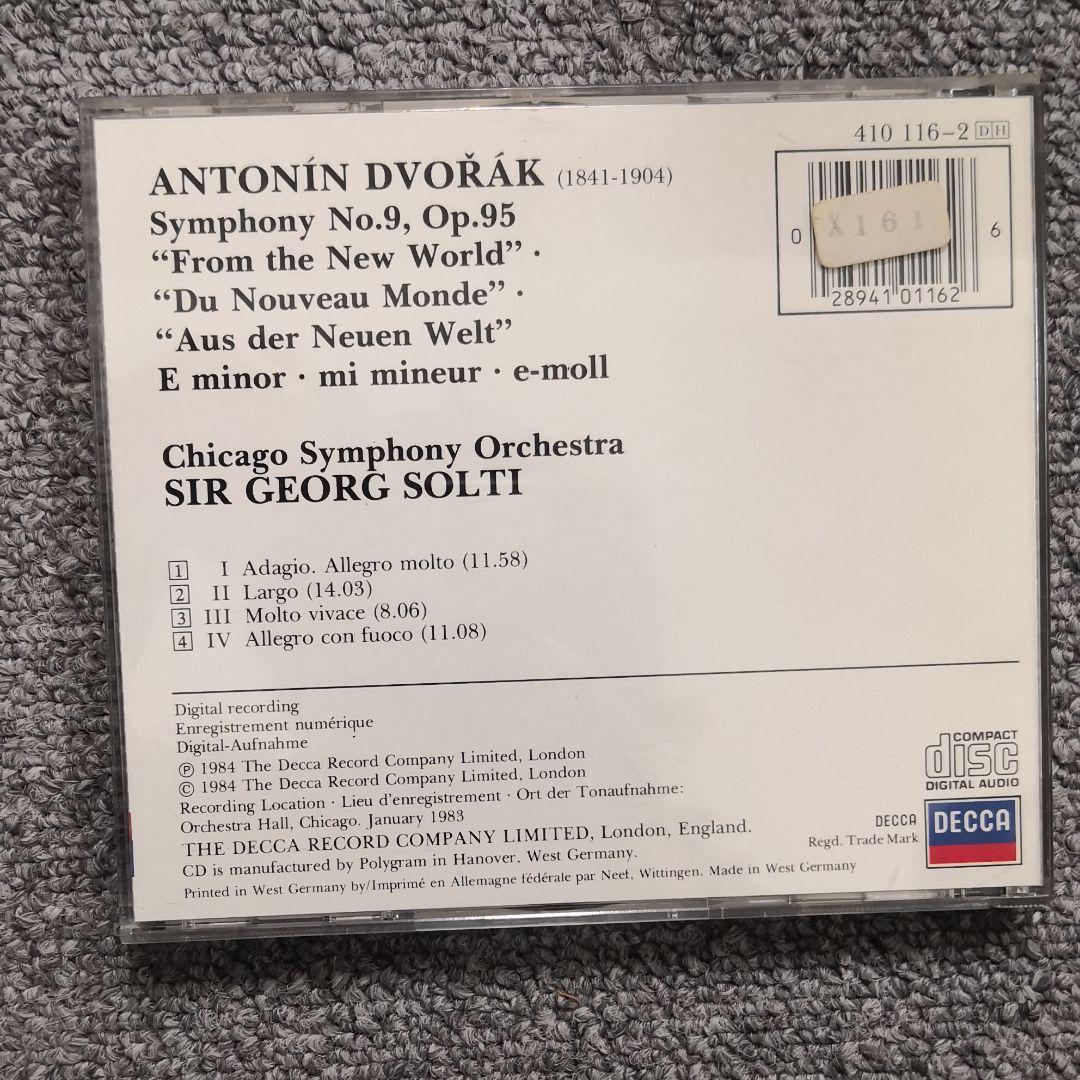 410 116-2 DH
ANTONÍN DVOŘÁK (1841-1904)
Symphony No.9, Op.95
“From the New World” ·
“Du Nouveau Monde” ·
“Aus der Neuen Welt”
E minor · mi mineur · e-moll
0
X161
6
28941 01162
Chicago Symphony Orchestra
SIR GEORG SOLTI
1 I Adagio. Allegro molto (11.58)
2 II Largo (14.03)
3 III Molto vivace (8.06)
4 IV Allegro con fuoco (11.08)
Digital recording
Enregistrement numérique
Digital-Aufnahme
℗ 1984 The Decca Record Company Limited, London
© 1984 The Decca Record Company Limited, London
Recording Location · Lieu d'enregistrement · Ort der Tonaufnahme:
Orchestra Hall, Chicago. January 1983
THE DECCA RECORD COMPANY LIMITED, London, England.
CD is manufactured by Polygram in Hanover, West Germany.
Printed in West Germany by/Imprimé en Allemagne fédérale par Neef, Wittingen. Made in West Germany
COMPACT
disc
DIGITAL AUDIO
DECCA
Regd. Trade Mark
DECCA